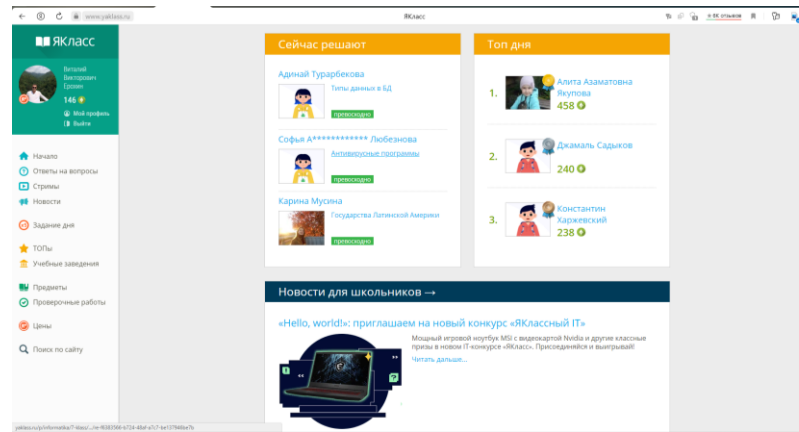 www.yaklass.ru
ЯКласс
ЯКласс
Виталий
Викторович
Ерохин
146
Мой профиль
Выйти
Начало
Ответы на вопросы
Стримы
Новости
Задание дня
ТОПы
Учебные заведения
Предметы
Проверочные работы
Цены
Поиск по сайту
Сейчас решают
Адинай Турарбекова
Типы данных в БД
превосходно
Софья А************ Любезнова
Антивирусные программы
превосходно
Карина Мусина
Государства Латинской Америки
превосходно
Топ дня
1.
Алита Азаматовна
Якупова
458
2.
Джамаль Садыков
240
3.
Константин
Харжевский
238
Новости для школьников →
«Hello, world!»: приглашаем на новый конкурс «ЯКлассный IT»
Мощный игровой ноутбук MSI с видеокартой Nvidia и другие классные
призы в новом IT-конкурсе «ЯКласс». Присоединяйся и выигрывай!
Читать дальше...